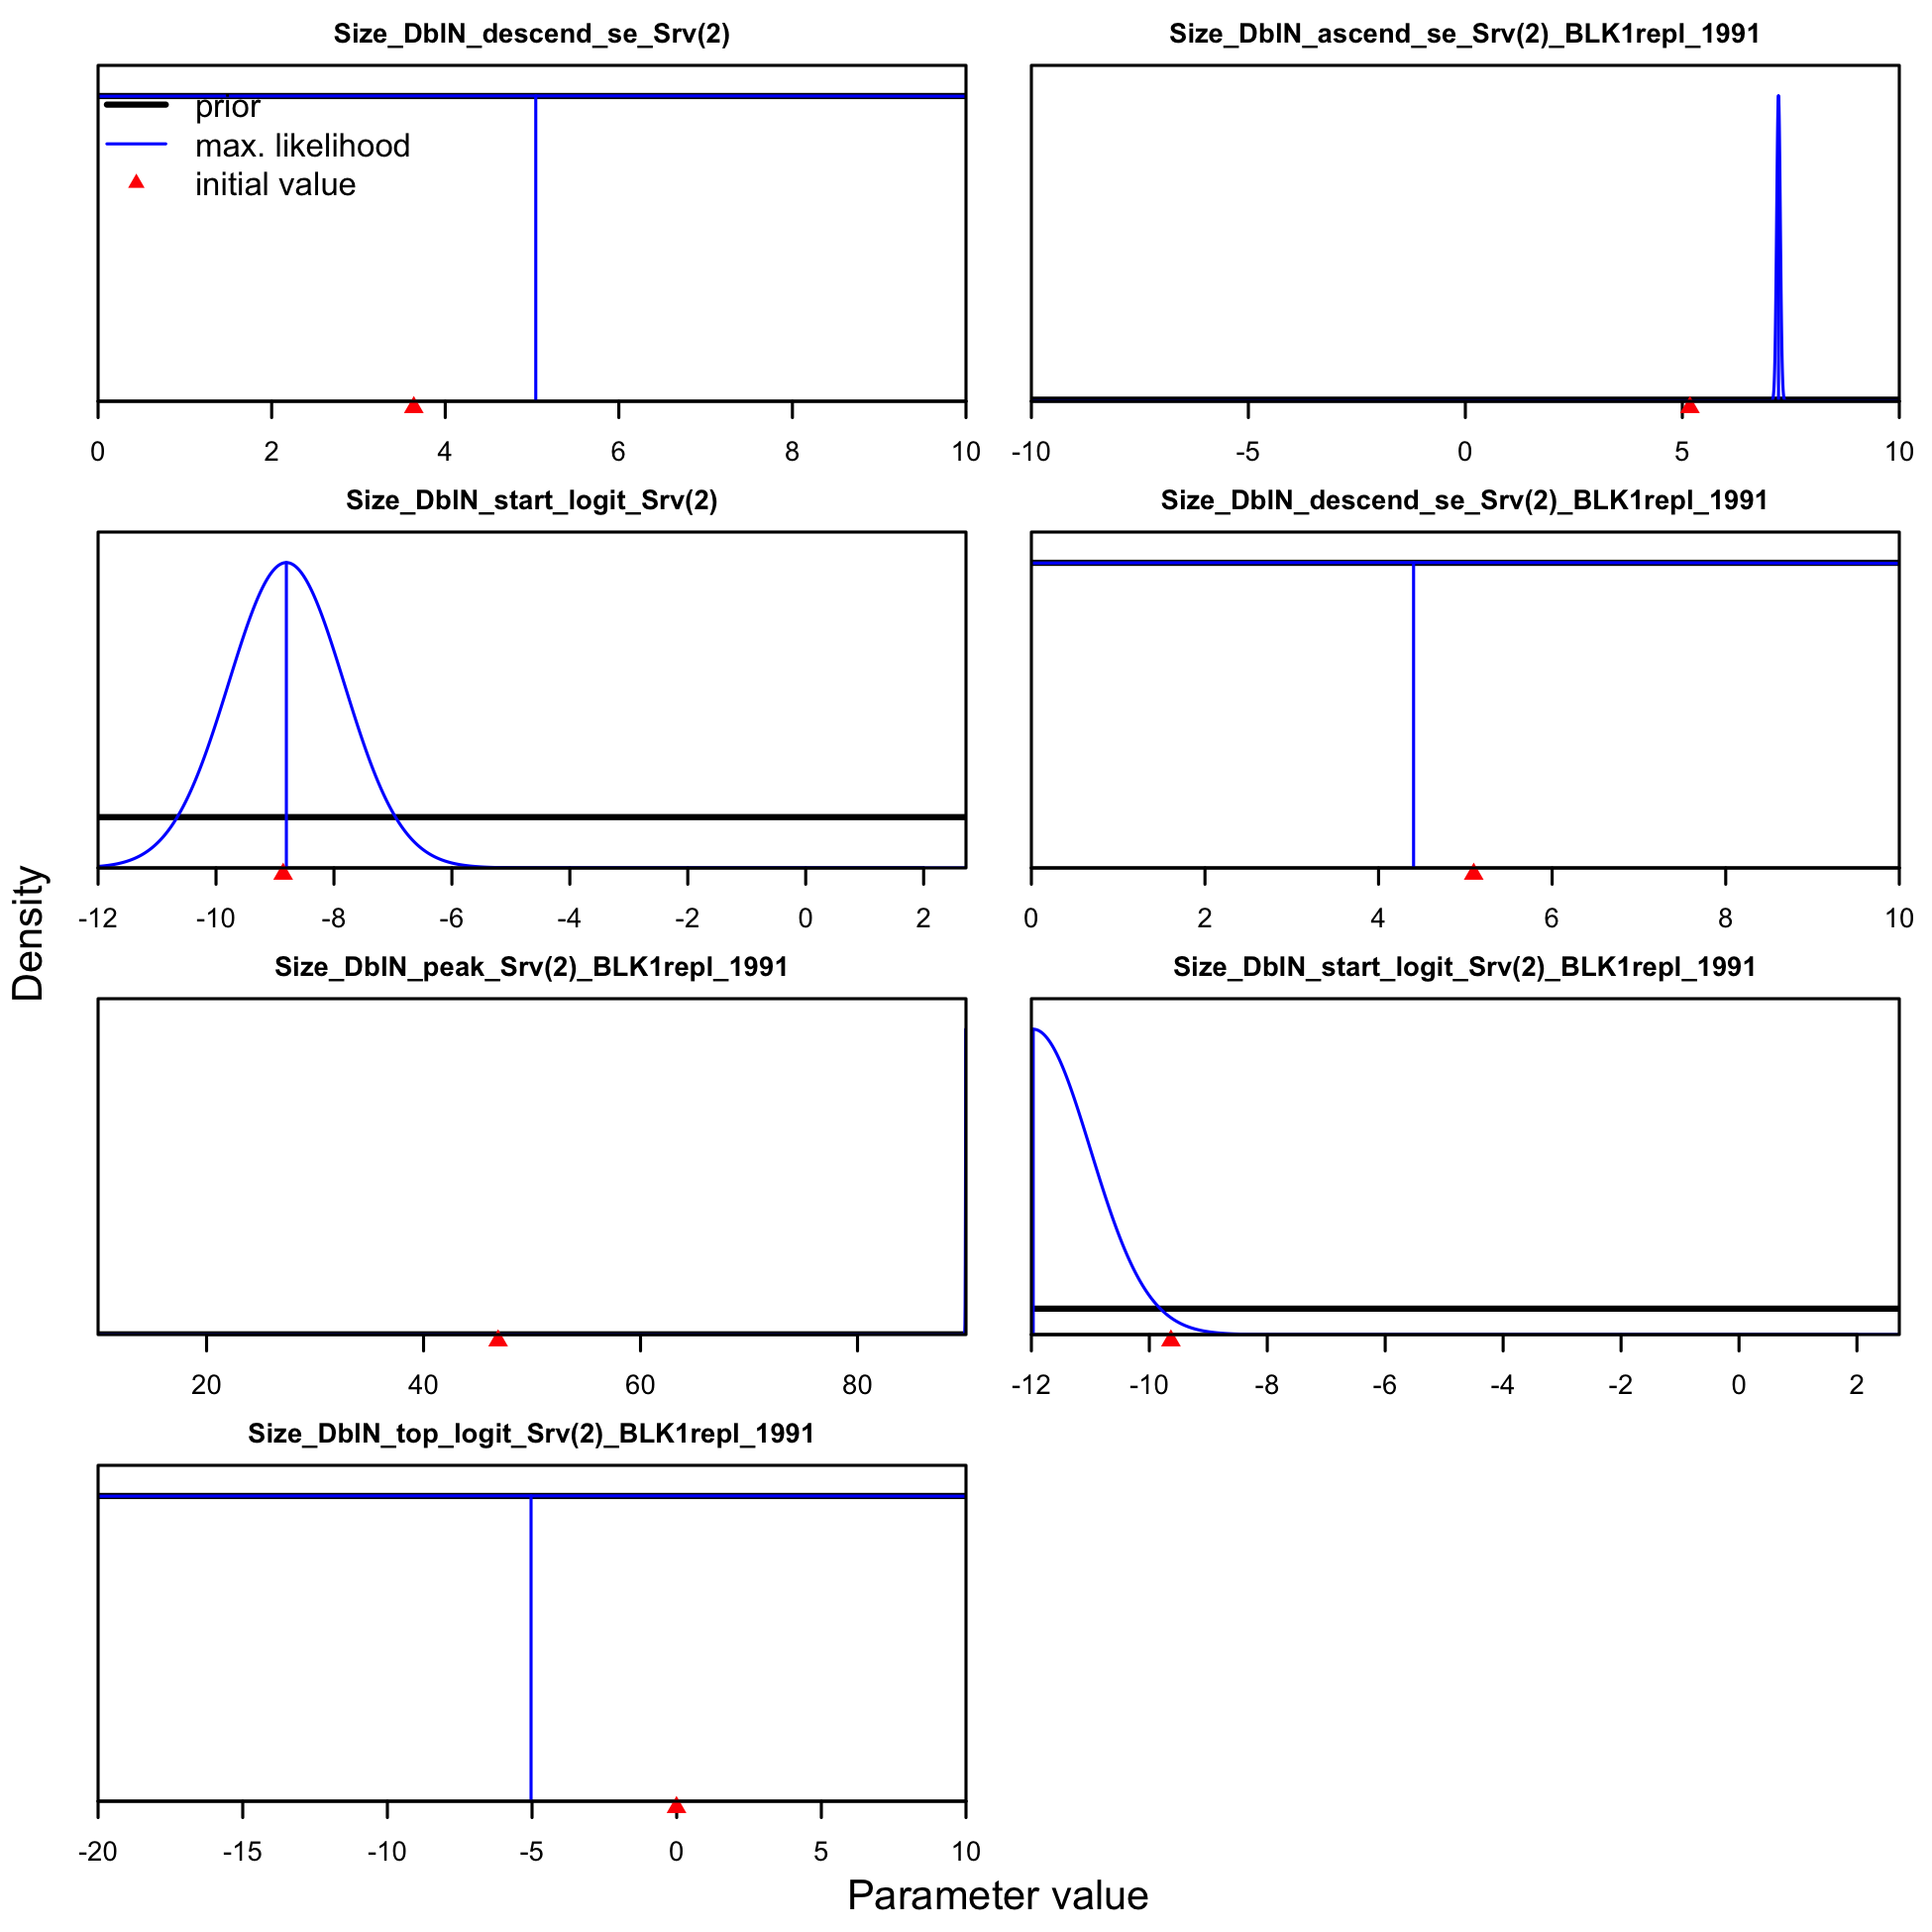 Size_DblN_descend_se_Srv(2)
prior
max. likelihood
initial value
0 2 4 6 8 10
Size_DblN_ascend_se_Srv(2)_BLK1repl_1991
-10 -5 0 5 10
Size_DblN_start_logit_Srv(2)
-12 -10 -8 -6 -4 -2 0 2
Size_DblN_descend_se_Srv(2)_BLK1repl_1991
0 2 4 6 8 10
Size_DblN_peak_Srv(2)_BLK1repl_1991
20 40 60 80
Size_DblN_start_logit_Srv(2)_BLK1repl_1991
-12 -10 -8 -6 -4 -2 0 2
Size_DblN_top_logit_Srv(2)_BLK1repl_1991
-20 -15 -10 -5 0 5 10
Density
Parameter value